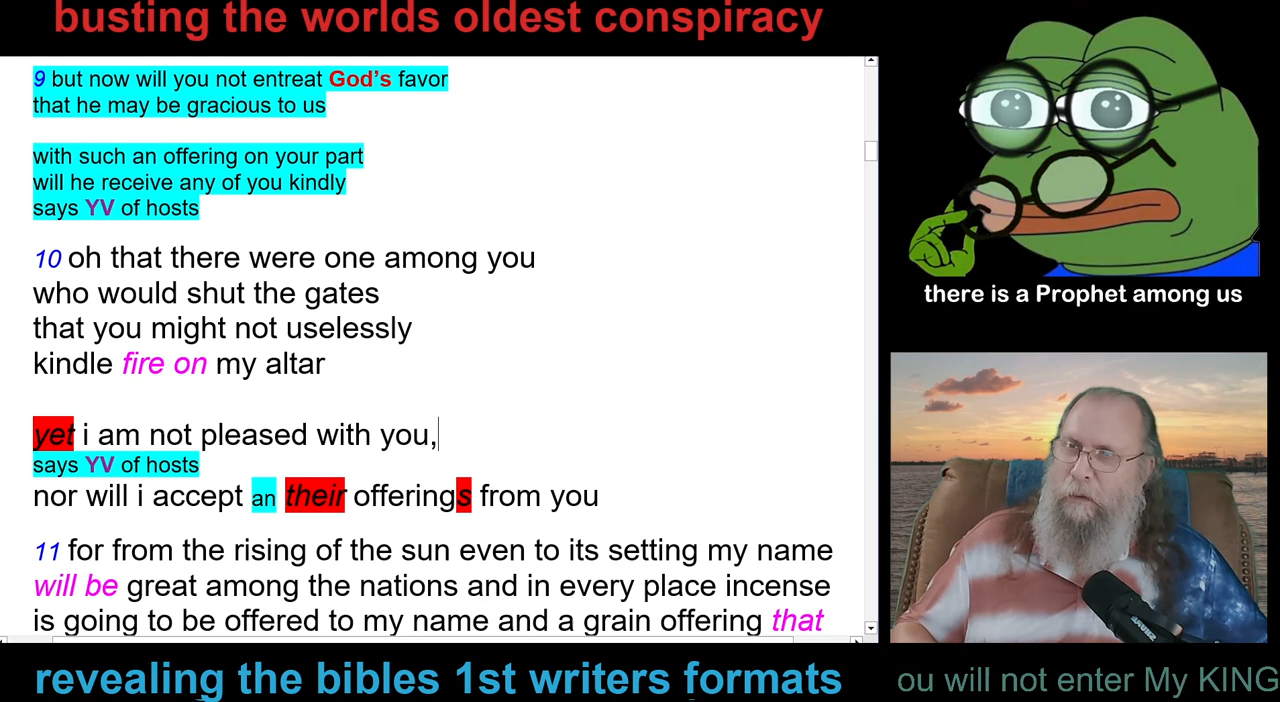 busting the worlds oldest conspiracy
9 but now will you not entreat God’s favor
that he may be gracious to us
with such an offering on your part
will he receive any of you kindly
says YV of hosts
10 oh that there were one among you
who would shut the gates
that you might not uselessly
kindle fire on my altar
yet i am not pleased with you,
says YV of hosts
nor will i accept an their offerings from you
11 for from the rising of the sun even to its setting my name
will be great among the nations and in every place incense
is going to be offered to my name and a grain offering that
there is a Prophet among us
revealing the bibles 1st writers formats
ou will not enter My KING